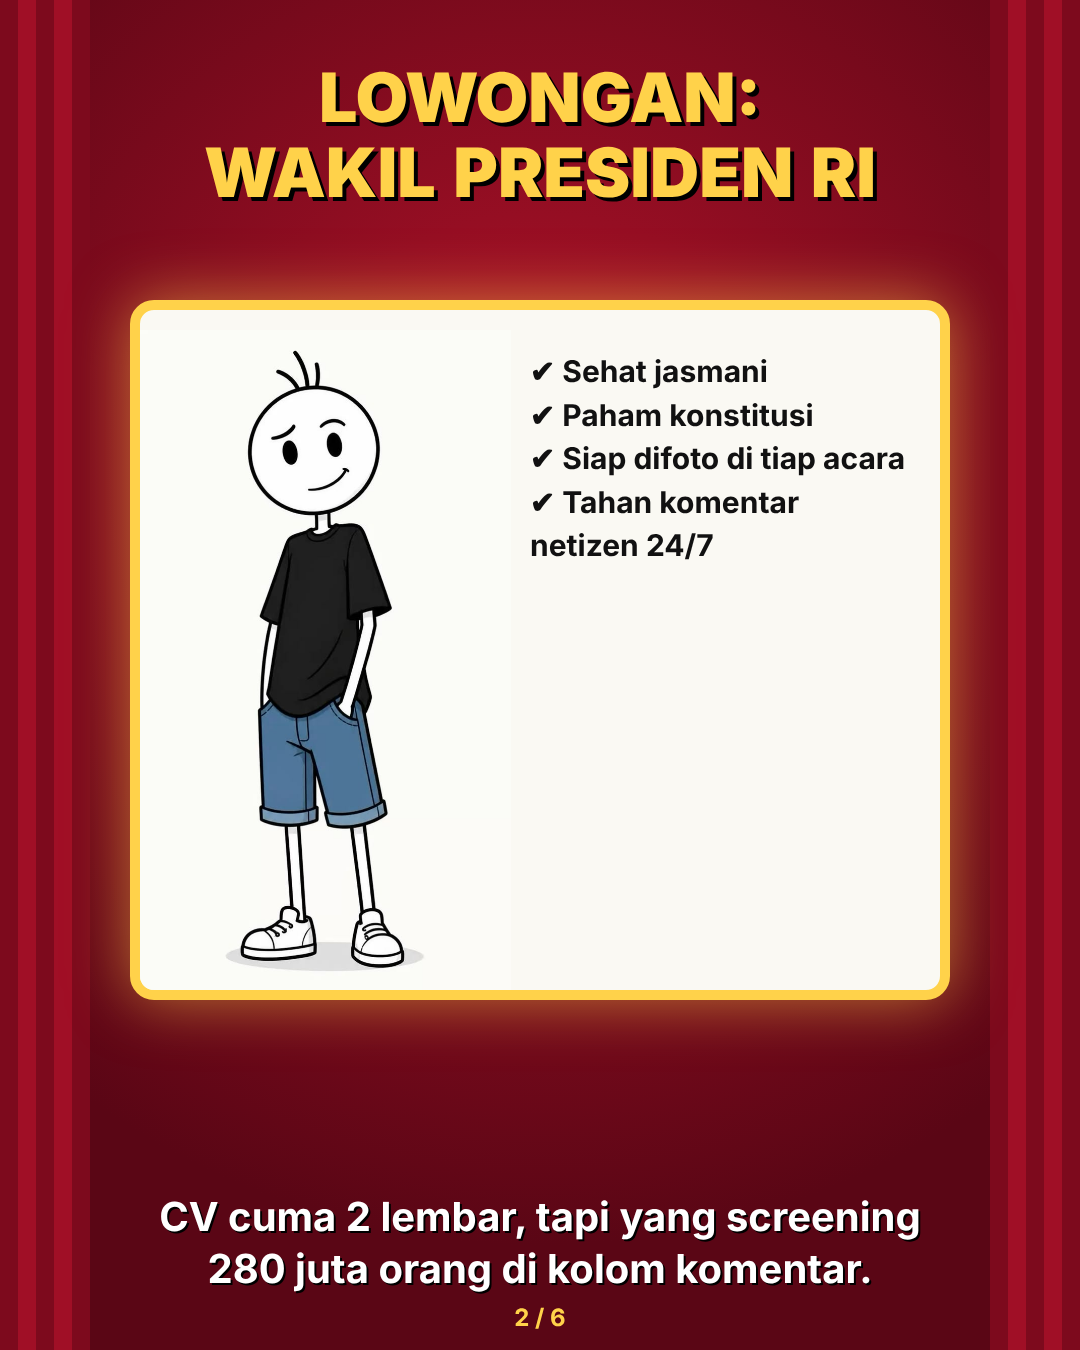 LOWONGAN:
WAKIL PRESIDEN RI
✔ Sehat jasmani
✔ Paham konstitusi
✔ Siap difoto di tiap acara
✔ Tahan komentar
netizen 24/7
CV cuma 2 lembar, tapi yang screening
280 juta orang di kolom komentar.
2 / 6